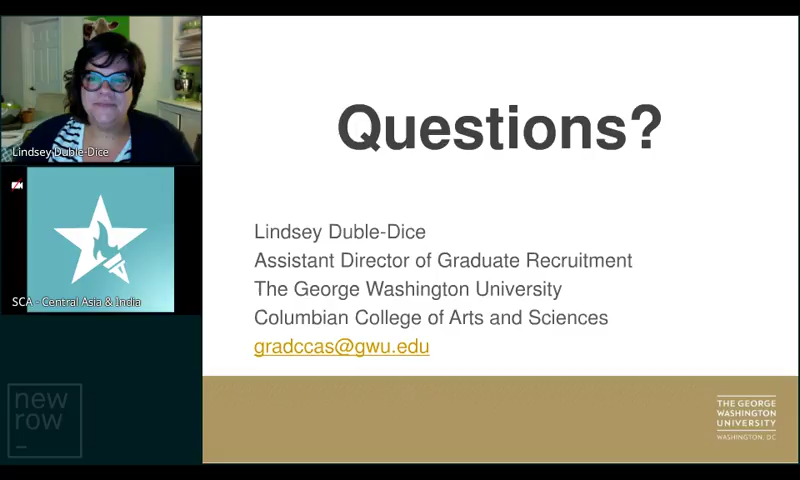 Lindsey Duble-Dice
SCA - Central Asia & India
new
row
Questions?
Lindsey Duble-Dice
Assistant Director of Graduate Recruitment
The George Washington University
Columbian College of Arts and Sciences
gradccas@gwu.edu
THE GEORGE
WASHINGTON
UNIVERSITY
WASHINGTON, DC